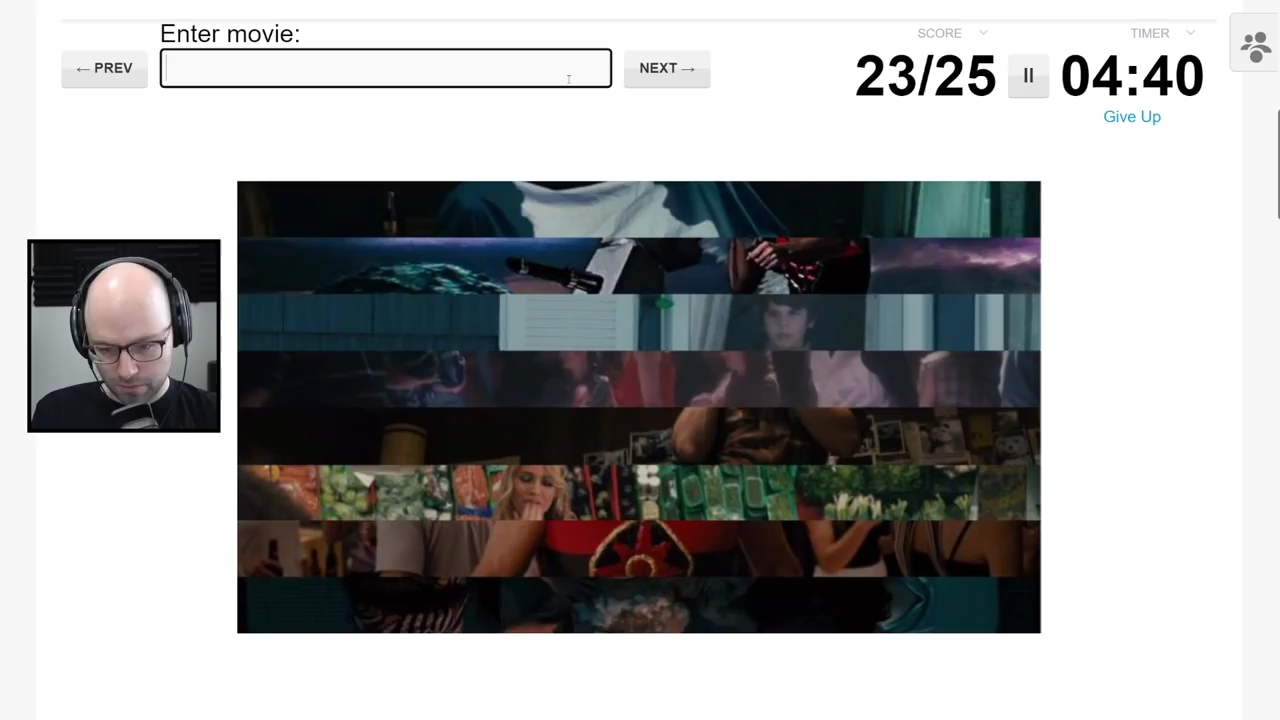 Enter movie:
← PREV
NEXT →
SCORE
23/25
TIMER
04:40
Give Up